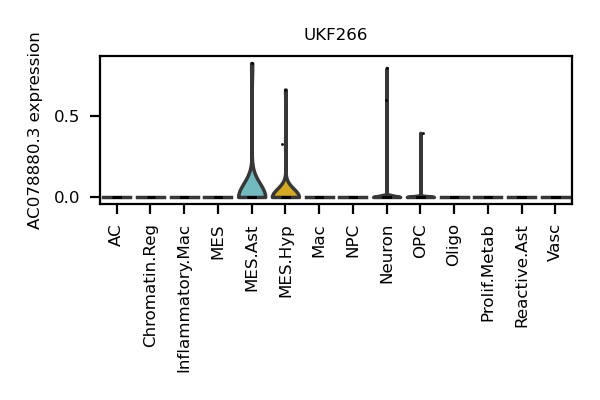 UKF266
AC078880.3 expression
0.5
0.0
AC
Chromatin.Reg
Inflammatory.Mac
MES
MES.Ast
MES.Hyp
Mac
NPC
Neuron
OPC
Oligo
Prolif.Metab
Reactive.Ast
Vasc